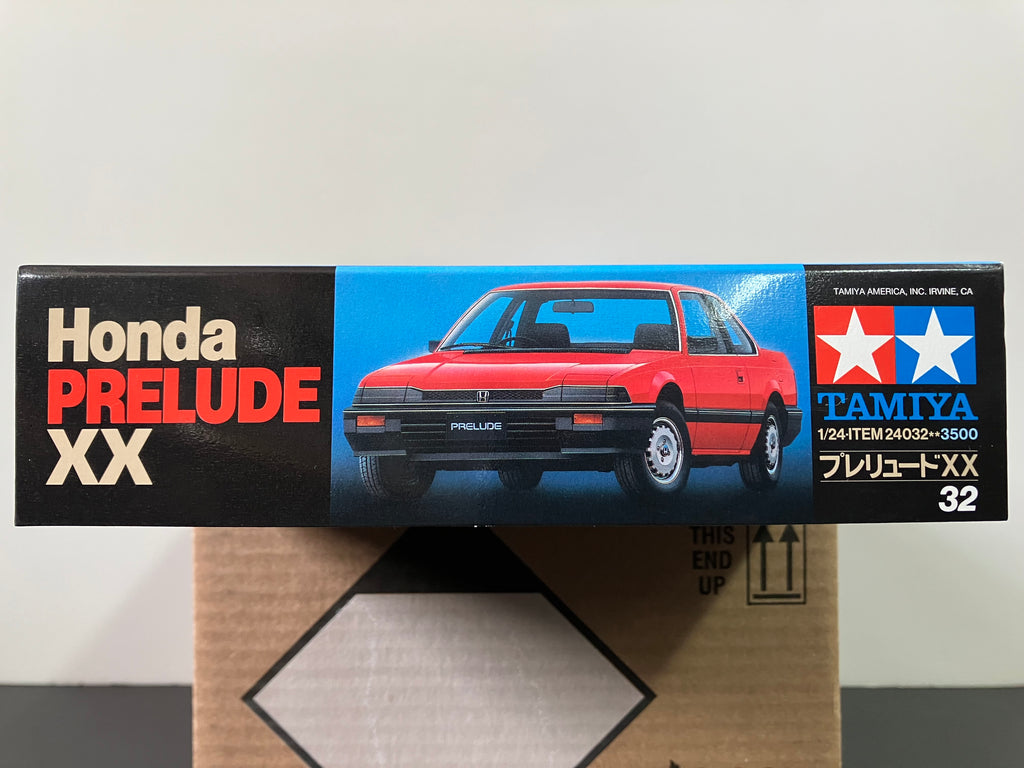 Honda
PRELUDE
XX
PRELUDE
TAMIYA AMERICA, INC. IRVINE, CA
TAMIYA
1/24·ITEM 24032**3500
プレリュードXX
32
THIS
END
UP